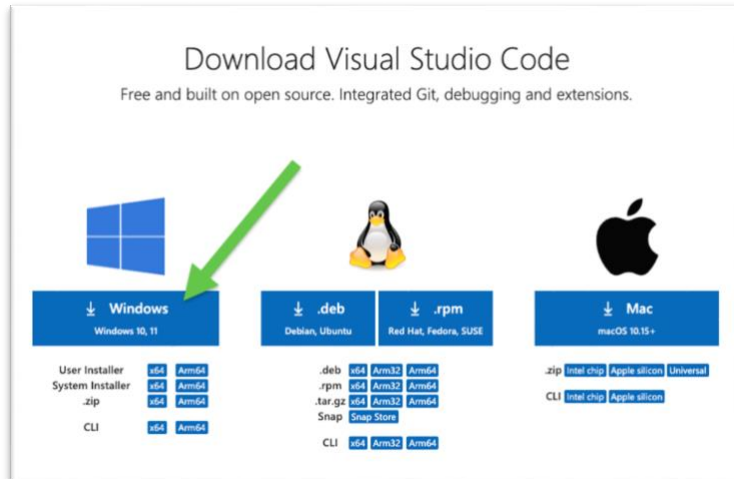 Download Visual Studio Code
Free and built on open source. Integrated Git, debugging and extensions.
Windows
Windows 10, 11
User Installer x64 Arm64
System Installer x64 Arm64
.zip x64 Arm64
CLI x64 Arm64
.deb
Debian, Ubuntu
.rpm
Red Hat, Fedora, SUSE
.deb x64 Arm32 Arm64
.rpm x64 Arm32 Arm64
.tar.gz x64 Arm32 Arm64
Snap Snap Store
CLI x64 Arm32 Arm64
Mac
macOS 10.15+
.zip Intel chip Apple silicon Universal
CLI Intel chip Apple silicon